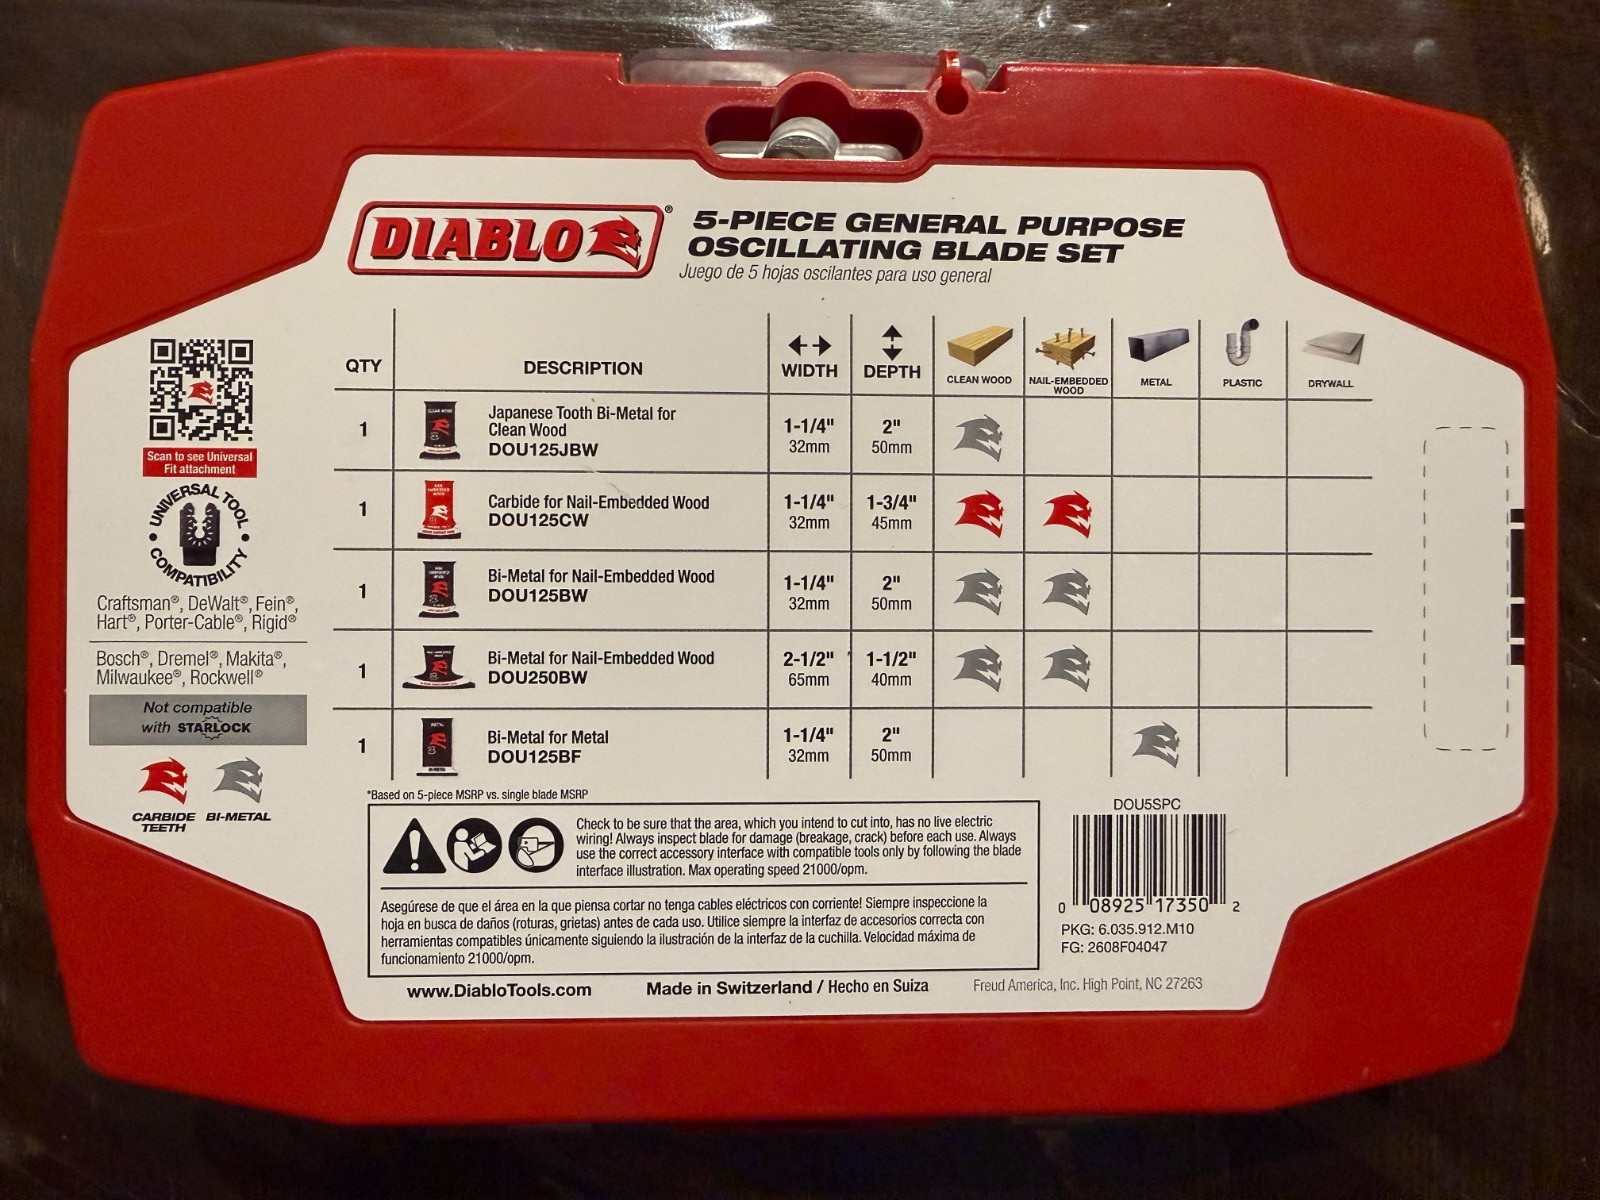 DIABLO®
5-PIECE GENERAL PURPOSE
OSCILLATING BLADE SET
Juego de 5 hojas oscilantes para uso general
Scan to see Universal
Fit attachment
UNIVERSAL TOOL
COMPATIBILITY
Craftsman®, DeWalt®, Fein®,
Hart®, Porter-Cable®, Rigid®
Bosch®, Dremel®, Makita®,
Milwaukee®, Rockwell®
Not compatible
with STARLOCK
CARBIDE
TEETH
BI-METAL
QTY
DESCRIPTION
WIDTH
DEPTH
CLEAN WOOD
NAIL-EMBEDDED
WOOD
METAL
PLASTIC
DRYWALL
1
Japanese Tooth Bi-Metal for
Clean Wood
DOU125JBW
1-1/4"
32mm
2"
50mm
1
Carbide for Nail-Embedded Wood
DOU125CW
1-1/4"
32mm
1-3/4"
45mm
1
Bi-Metal for Nail-Embedded Wood
DOU125BW
1-1/4"
32mm
2"
50mm
1
Bi-Metal for Nail-Embedded Wood
DOU250BW
2-1/2"
65mm
1-1/2"
40mm
1
Bi-Metal for Metal
DOU125BF
1-1/4"
32mm
2"
50mm
*Based on 5-piece MSRP vs. single blade MSRP
Check to be sure that the area, which you intend to cut into, has no live electric
wiring! Always inspect blade for damage (breakage, crack) before each use. Always
use the correct accessory interface with compatible tools only by following the blade
interface illustration. Max operating speed 21000/opm.
Asegúrese de que el área en la que piensa cortar no tenga cables eléctricos con corriente! Siempre inspeccione la
hoja en busca de daños (roturas, grietas) antes de cada uso. Utilice siempre la interfaz de accesorios correcta con
herramientas compatibles únicamente siguiendo la ilustración de la interfaz de la cuchilla. Velocidad máxima de
funcionamiento 21000/opm.
DOU5SPC
0 08925 17350 2
PKG: 6.035.912.M10
FG: 2608F04047
www.DiabloTools.com
Made in Switzerland / Hecho en Suiza
Freud America, Inc. High Point, NC 27263